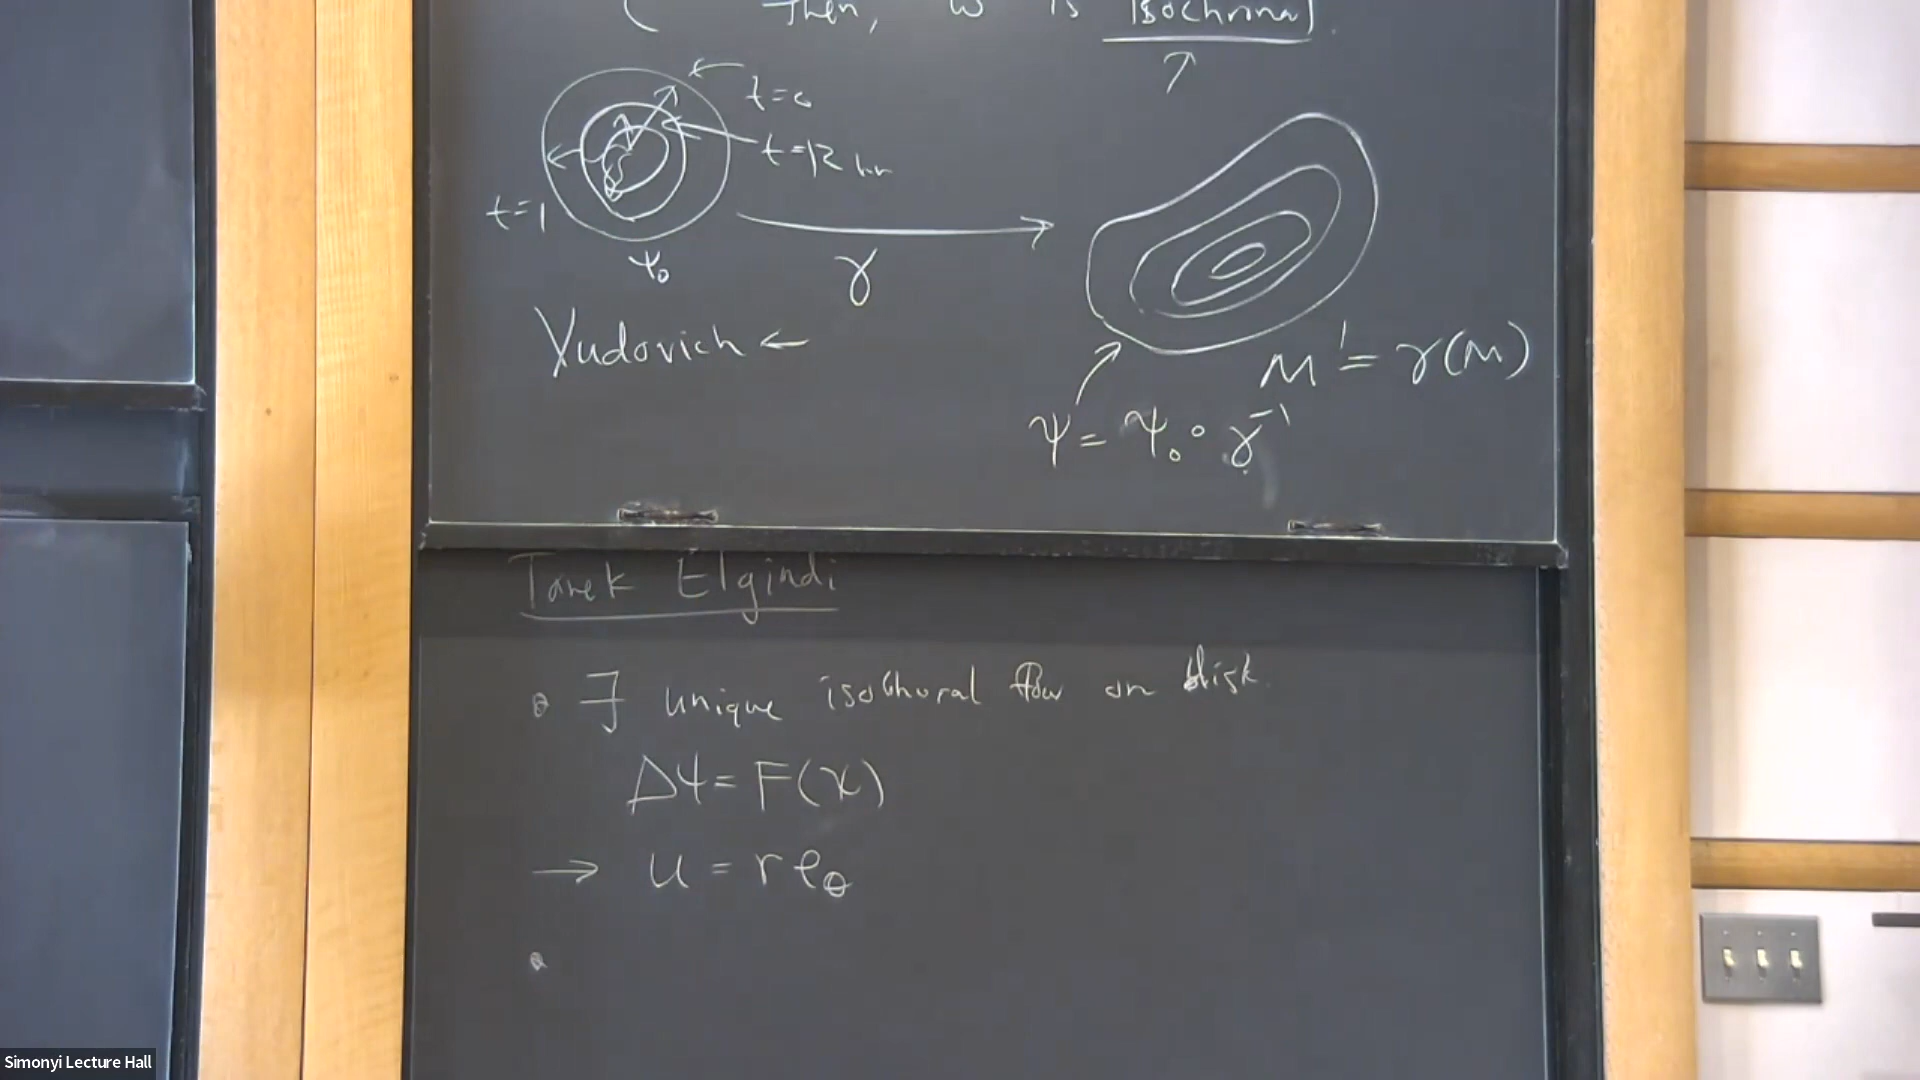 Then, ω is Isochronal.
t=0
t=12 hr
t=1
ψ₀
γ
Yudovich ←
M' = γ(M)
ψ = ψ₀ ∘ γ⁻¹
Tarek Elgindi
• ∃ unique isochoral flow on disk.
Δψ = F(x)
→ u = r e_θ
•
Simonyi Lecture Hall